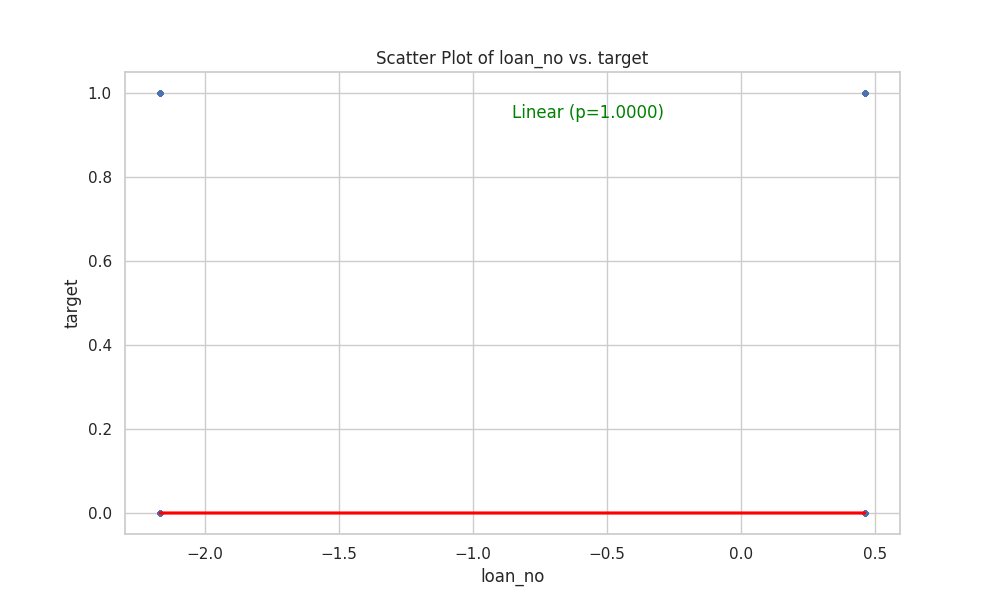 Scatter Plot of loan_no vs. target
Linear (p=1.0000)
1.0
0.8
0.6
0.4
0.2
0.0
target
−2.0 −1.5 −1.0 −0.5 0.0 0.5
loan_no